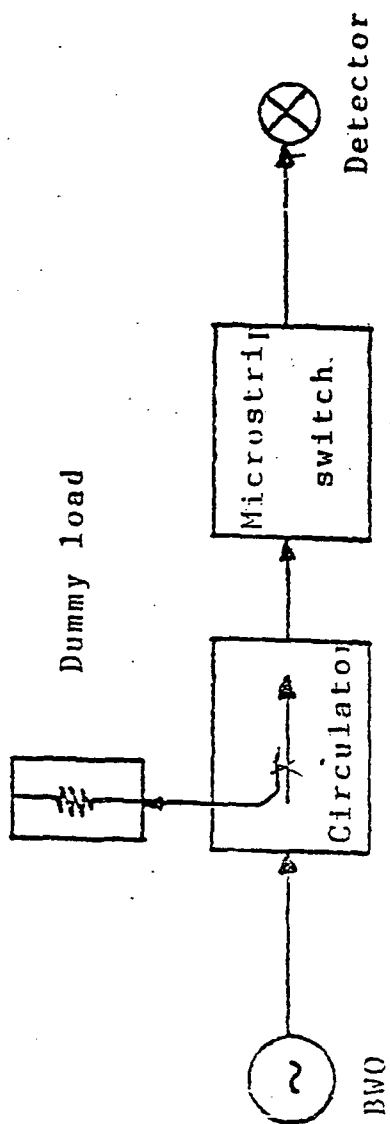 Dummy load
BWO
~
Circulator
Microstrip
switch
Detector